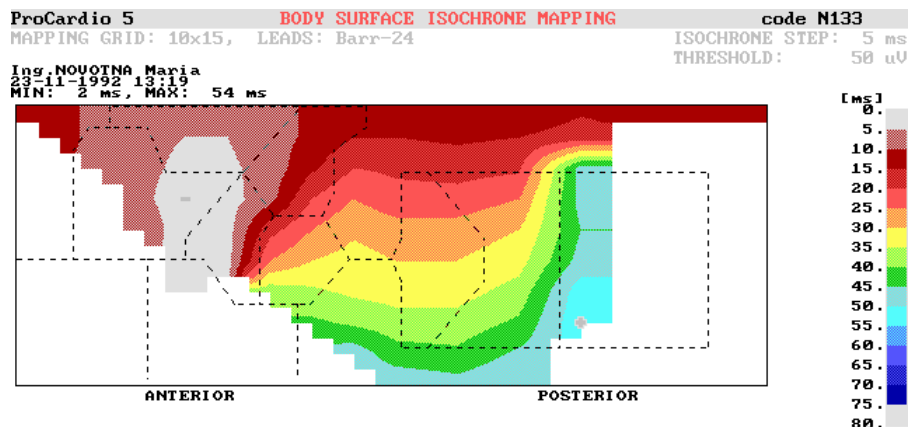 ProCardio 5 BODY SURFACE ISOCHRONE MAPPING code N133
MAPPING GRID: 10x15, LEADS: Barr-24 ISOCHRONE STEP: 5 ms
THRESHOLD: 50 uV
Ing.NOVOTNA Maria
23-11-1992 13:19
MIN: 2 ms, MAX: 54 ms
[ms]
0.
5.
10.
15.
20.
25.
30.
35.
40.
45.
50.
55.
60.
65.
70.
75.
80.
ANTERIOR POSTERIOR